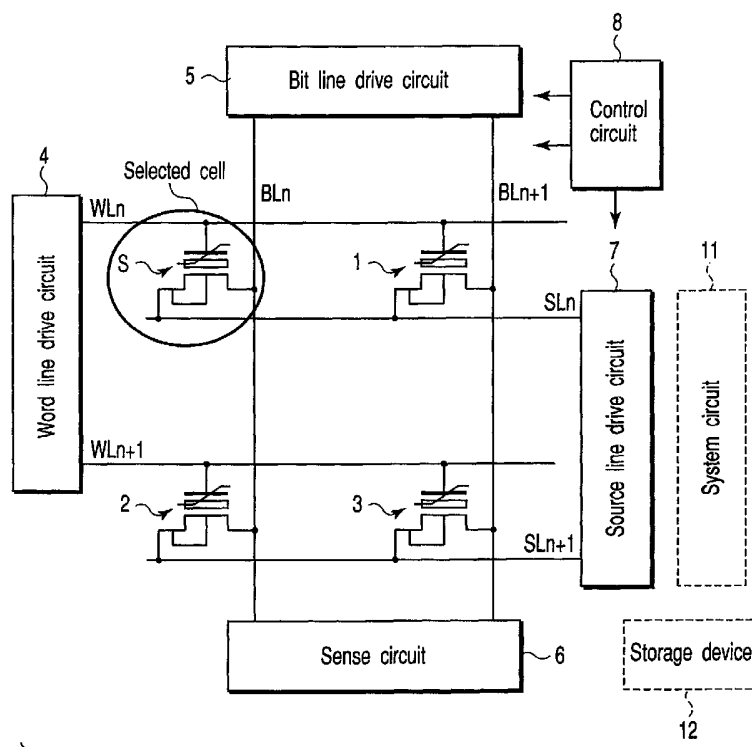 8
5
Bit line drive circuit
Control
circuit
4
Selected cell
BLn
BLn+1
WLn
S
1
7
11
SLn
Word line drive circuit
Source line drive circuit
System circuit
WLn+1
2
3
SLn+1
Sense circuit
6
Storage device
12